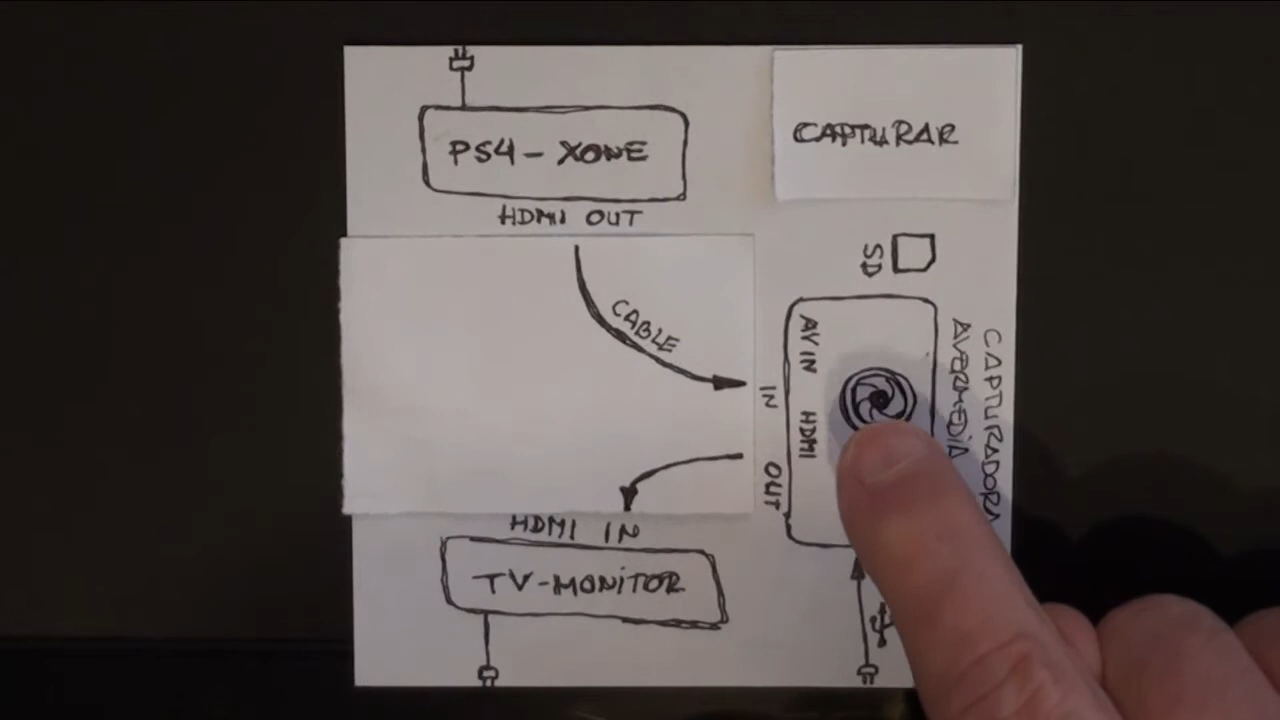 PS4 - XONE
HDMI OUT
CAPTURAR
SD
CABLE
IN
OUT
AV IN
HDMI
AVERMEDIA
CAPTURADORA
HDMI IN
TV-MONITOR